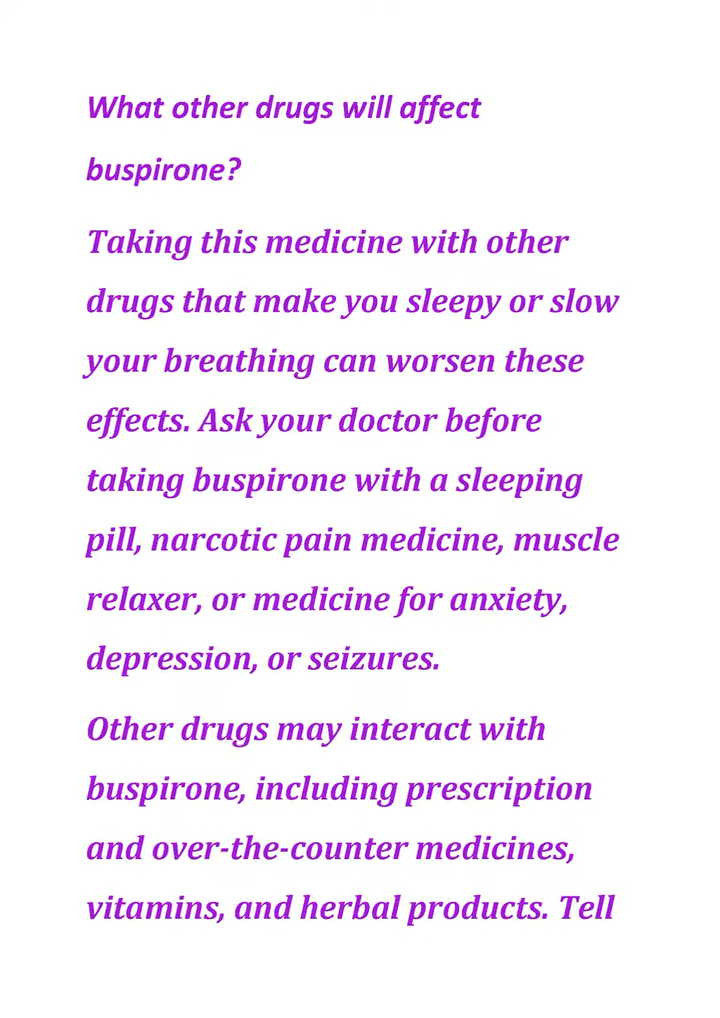 What other drugs will affect
buspirone?
Taking this medicine with other
drugs that make you sleepy or slow
your breathing can worsen these
effects. Ask your doctor before
taking buspirone with a sleeping
pill, narcotic pain medicine, muscle
relaxer, or medicine for anxiety,
depression, or seizures.
Other drugs may interact with
buspirone, including prescription
and over-the-counter medicines,
vitamins, and herbal products. Tell